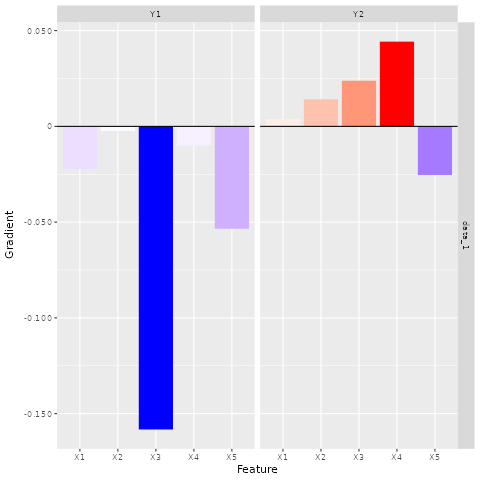 Y1
Y2
0.050
0
-0.050
-0.100
-0.150
Gradient
data_1
X1 X2 X3 X4 X5
X1 X2 X3 X4 X5
Feature